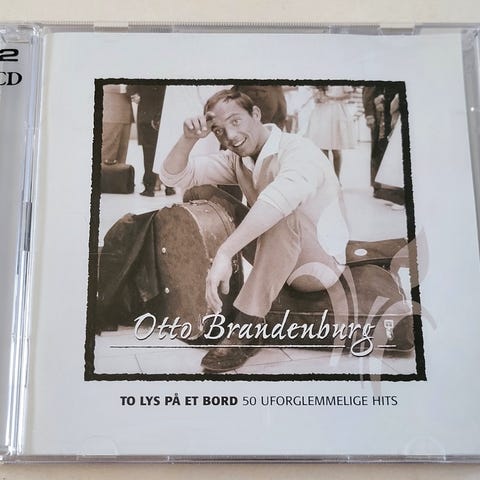 2
CD
Otto Brandenburg
TO LYS PÅ ET BORD 50 UFORGLEMMELIGE HITS